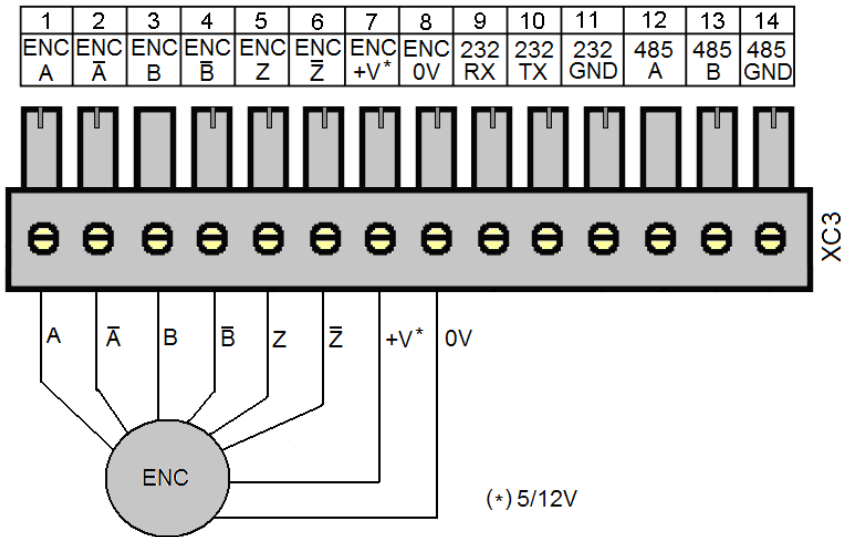 1 2 3 4 5 6 7 8 9 10 11 12 13 14
ENC ENC ENC ENC ENC ENC ENC ENC 232 232 232 485 485 485
A A̅ B B̅ Z Z̅ +V* 0V RX TX GND A B GND
XC3
A A̅ B B̅ Z Z̅ +V* 0V
ENC
(*) 5/12V